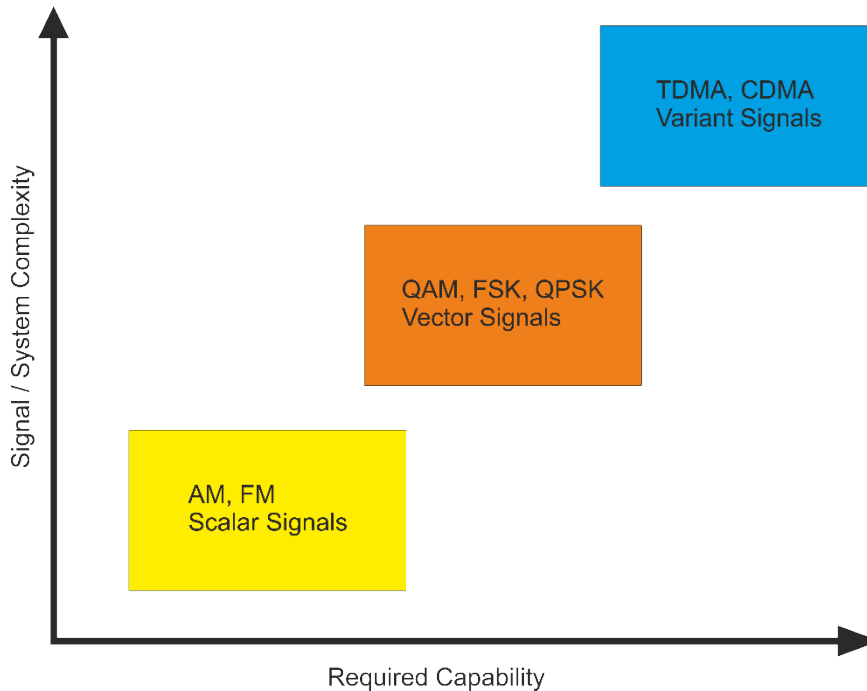 TDMA, CDMA
Variant Signals
QAM, FSK, QPSK
Vector Signals
AM, FM
Scalar Signals
Signal / System Complexity
Required Capability